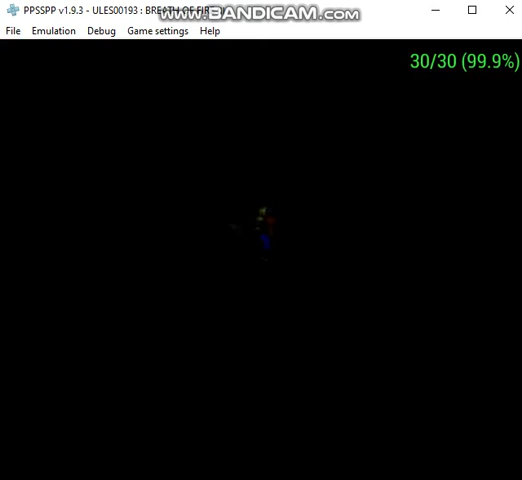 PPSSPP v1.9.3 - ULES00193 : BREATH OF FIRE
www.BANDICAM.com
File Emulation Debug Game settings Help
30/30 (99.9%)